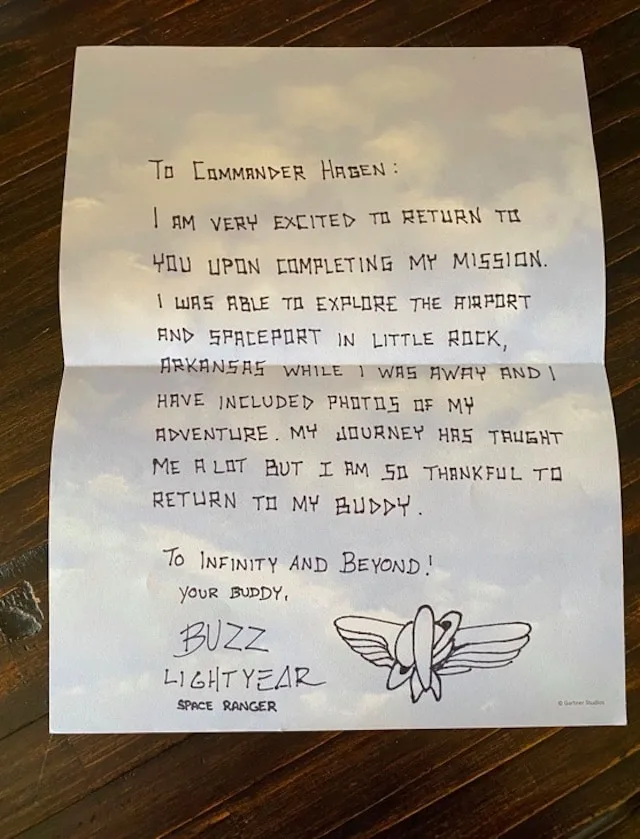 To Commander Hagen:
I AM VERY EXCITED TO RETURN TO
YOU UPON COMPLETING MY MISSION.
I WAS ABLE TO EXPLORE THE AIRPORT
AND SPACEPORT IN LITTLE ROCK,
ARKANSAS WHILE I WAS AWAY AND I
HAVE INCLUDED PHOTOS OF MY
ADVENTURE. MY JOURNEY HAS TAUGHT
ME A LOT BUT I AM SO THANKFUL TO
RETURN TO MY BUDDY.
To Infinity and Beyond!
YOUR BUDDY,
BUZZ
LIGHTYEAR
SPACE RANGER
© Gartner Studios